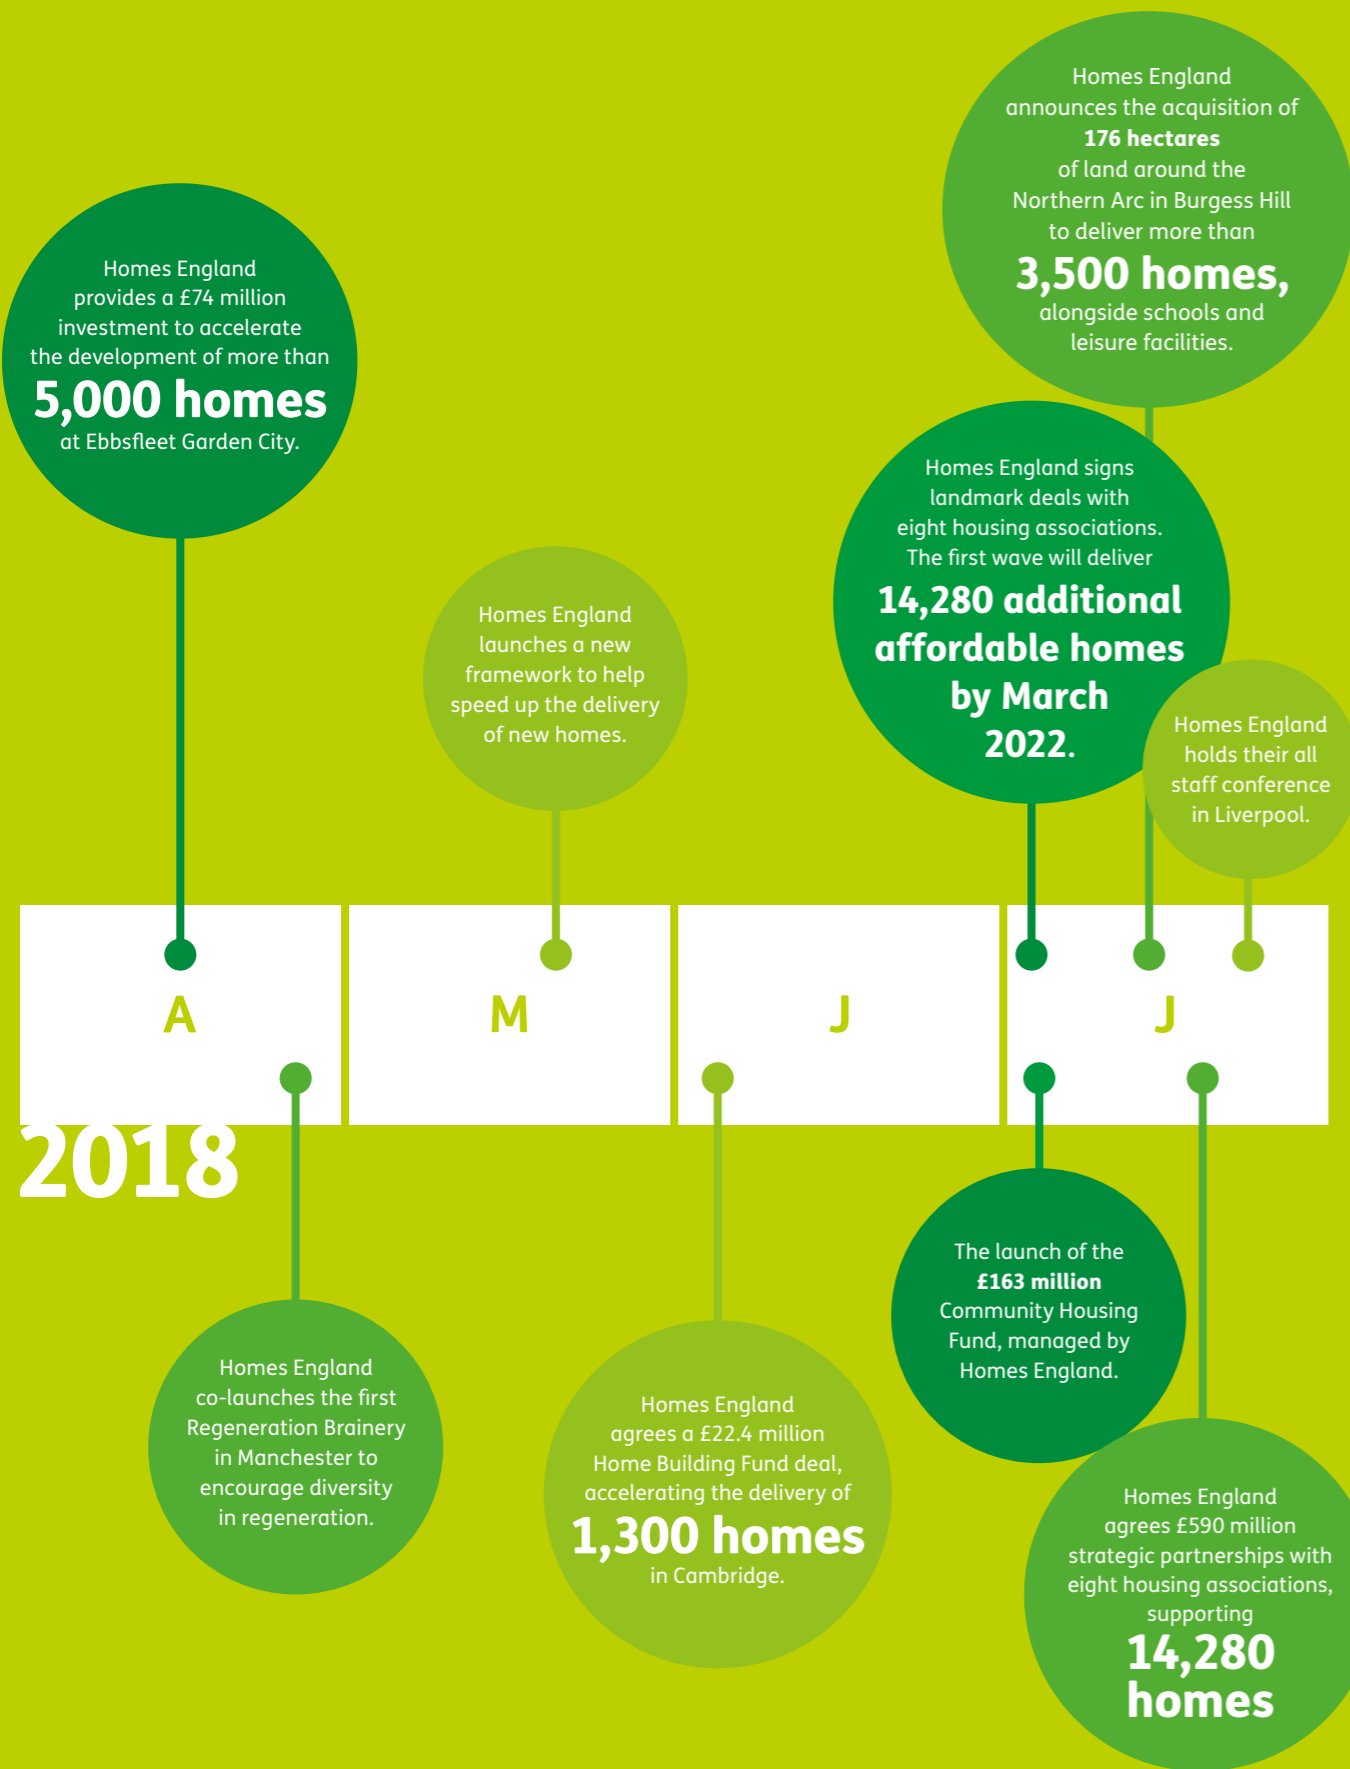 Homes England
announces the acquisition of
176 hectares
of land around the
Northern Arc in Burgess Hill
to deliver more than
3,500 homes,
alongside schools and
leisure facilities.
Homes England
provides a £74 million
investment to accelerate
the development of more than
5,000 homes
at Ebbsfleet Garden City.
Homes England signs
landmark deals with
eight housing associations.
The first wave will deliver
14,280 additional
affordable homes
by March
2022.
Homes England
launches a new
framework to help
speed up the delivery
of new homes.
Homes England
holds their all
staff conference
in Liverpool.
A
M
J
J
2018
The launch of the
£163 million
Community Housing
Fund, managed by
Homes England.
Homes England
co-launches the first
Regeneration Brainery
in Manchester to
encourage diversity
in regeneration.
Homes England
agrees a £22.4 million
Home Building Fund deal,
accelerating the delivery of
1,300 homes
in Cambridge.
Homes England
agrees £590 million
strategic partnerships with
eight housing associations,
supporting
14,280
homes